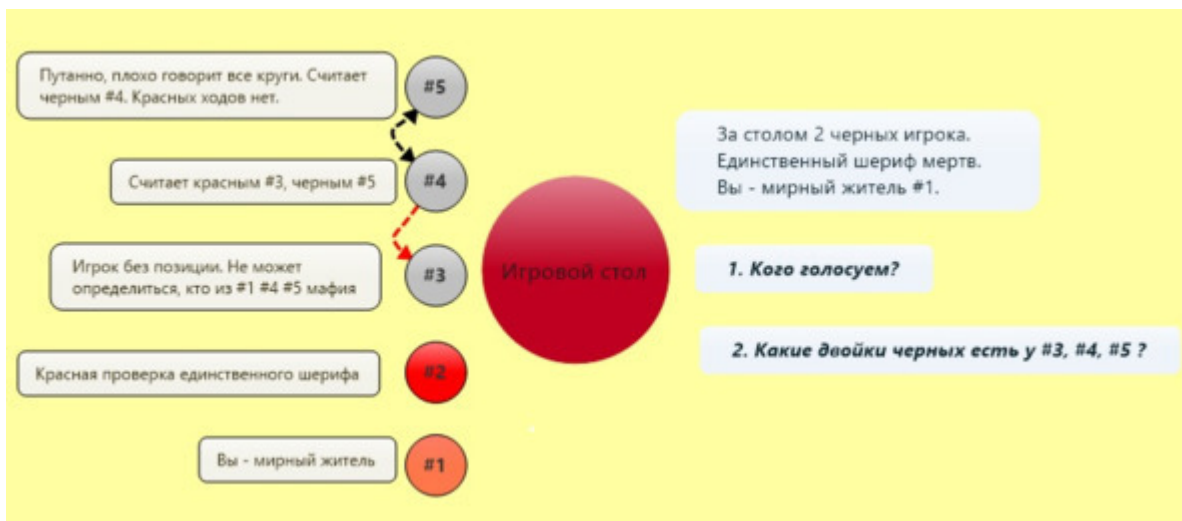 Путанно, плохо говорит все круги. Считает
черным #4. Красных ходов нет.
#5
Считает красным #3, черным #5
#4
Игрок без позиции. Не может
определиться, кто из #1 #4 #5 мафия
#3
Красная проверка единственного шерифа
#2
Вы - мирный житель
#1
Игровой стол
За столом 2 черных игрока.
Единственный шериф мертв.
Вы - мирный житель #1.
1. Кого голосуем?
2. Какие двойки черных есть у #3, #4, #5 ?